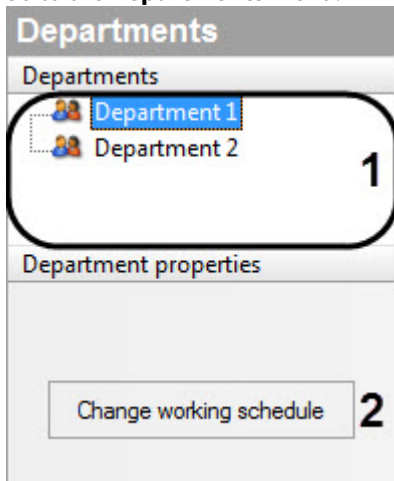 Departments
Departments
Department 1
Department 2
1
Department properties
Change working schedule
2